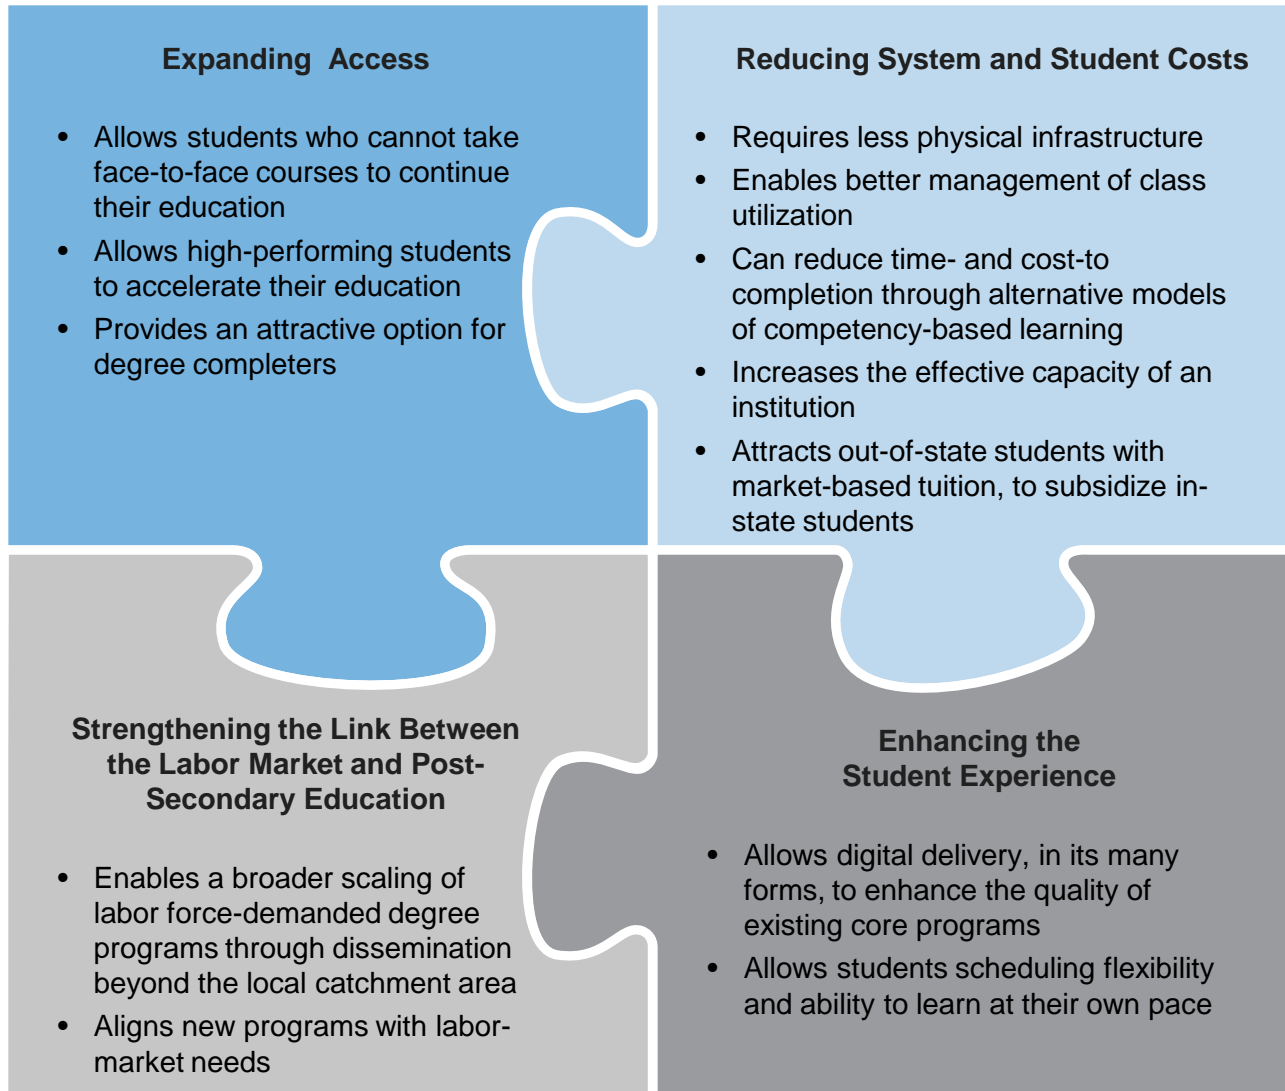 Expanding Access
• Allows students who cannot take
face-to-face courses to continue
their education
• Allows high-performing students
to accelerate their education
• Provides an attractive option for
degree completers
Reducing System and Student Costs
• Requires less physical infrastructure
• Enables better management of class
utilization
• Can reduce time- and cost-to
completion through alternative models
of competency-based learning
• Increases the effective capacity of an
institution
• Attracts out-of-state students with
market-based tuition, to subsidize in-
state students
Strengthening the Link Between
the Labor Market and Post-
Secondary Education
• Enables a broader scaling of
labor force-demanded degree
programs through dissemination
beyond the local catchment area
• Aligns new programs with labor-
market needs
Enhancing the
Student Experience
• Allows digital delivery, in its many
forms, to enhance the quality of
existing core programs
• Allows students scheduling flexibility
and ability to learn at their own pace